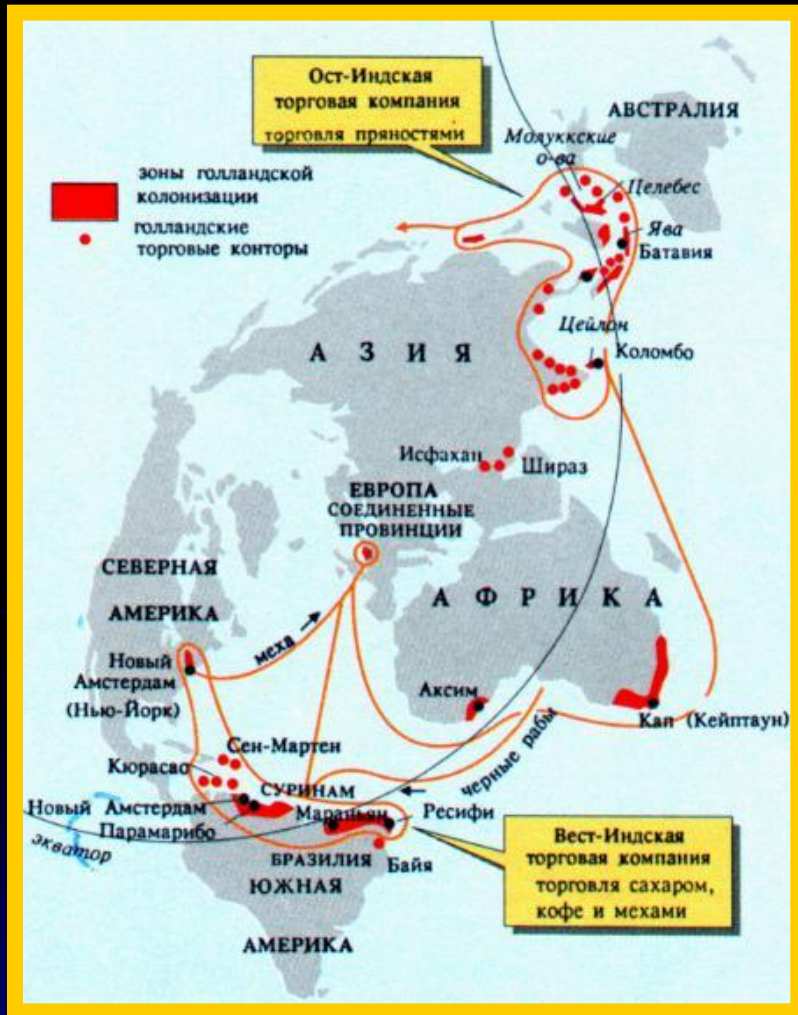 Ост-Индская
торговая компания
торговля пряностями
АВСТРАЛИЯ
Молуккские
о-ва
Целебес
зоны голландской
колонизации
голландские
торговые конторы
Ява
Батавия
Цейлон
Коломбо
АЗИЯ
Исфахан
Шираз
ЕВРОПА
СОЕДИНЕННЫЕ
ПРОВИНЦИИ
СЕВЕРНАЯ
АМЕРИКА
АФРИКА
меха
Новый
Амстердам
(Нью-Йорк)
Аксим
Кап (Кейптаун)
черные рабы
Сен-Мартен
Кюрасао
СУРИНАМ
Новый Амстердам
Мараньян
Ресифи
Парамарибо
экватор
БРАЗИЛИЯ
Байя
ЮЖНАЯ
АМЕРИКА
Вест-Индская
торговая компания
торговля сахаром,
кофе и мехами